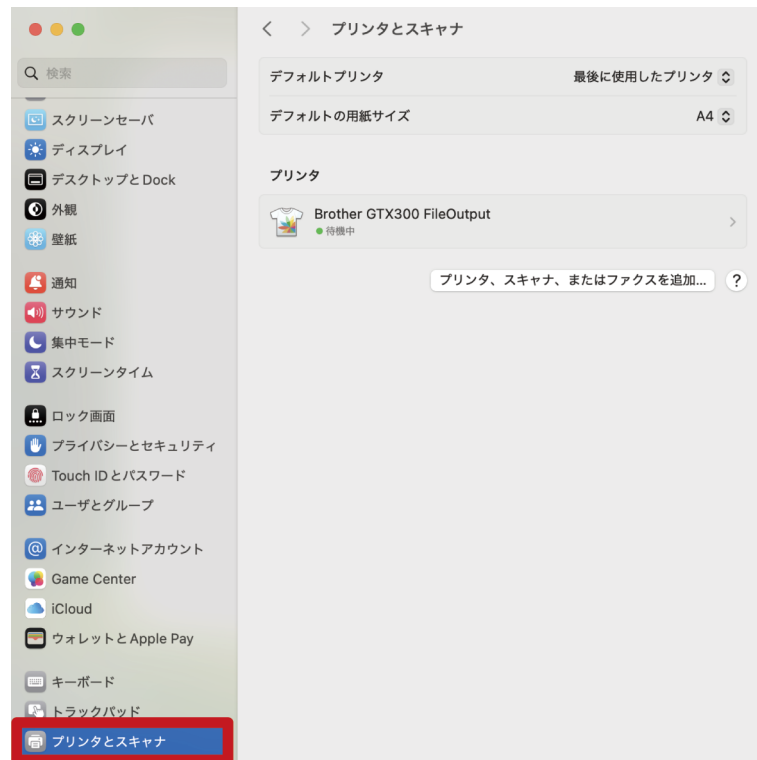 プリンタとスキャナ
検索
スクリーンセーバ
ディスプレイ
デスクトップとDock
外観
壁紙
通知
サウンド
集中モード
スクリーンタイム
ロック画面
プライバシーとセキュリティ
Touch IDとパスワード
ユーザとグループ
インターネットアカウント
Game Center
iCloud
ウォレットとApple Pay
キーボード
トラックパッド
プリンタとスキャナ
デフォルトプリンタ 最後に使用したプリンタ
デフォルトの用紙サイズ A4
プリンタ
Brother GTX300 FileOutput
待機中
プリンタ、スキャナ、またはファクスを追加... ?